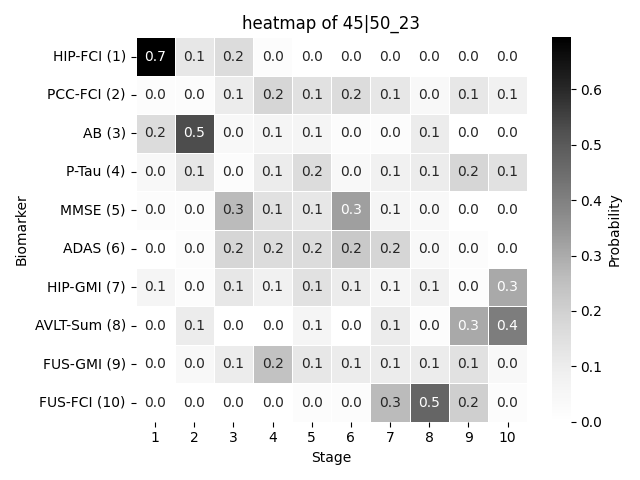 heatmap of 45|50_23
HIP-FCI (1) 0.7 0.1 0.2 0.0 0.0 0.0 0.0 0.0 0.0 0.0
PCC-FCI (2) 0.0 0.0 0.1 0.2 0.1 0.2 0.1 0.0 0.1 0.1
AB (3) 0.2 0.5 0.0 0.1 0.1 0.0 0.0 0.1 0.0 0.0
P-Tau (4) 0.0 0.1 0.0 0.1 0.2 0.0 0.1 0.1 0.2 0.1
MMSE (5) 0.0 0.0 0.3 0.1 0.1 0.3 0.1 0.0 0.0 0.0
ADAS (6) 0.0 0.0 0.2 0.2 0.2 0.2 0.2 0.0 0.0 0.0
HIP-GMI (7) 0.1 0.0 0.1 0.1 0.1 0.1 0.1 0.1 0.0 0.3
AVLT-Sum (8) 0.0 0.1 0.0 0.0 0.1 0.0 0.1 0.0 0.3 0.4
FUS-GMI (9) 0.0 0.0 0.1 0.2 0.1 0.1 0.1 0.1 0.1 0.0
FUS-FCI (10) 0.0 0.0 0.0 0.0 0.0 0.0 0.3 0.5 0.2 0.0
1 2 3 4 5 6 7 8 9 10
Stage
Biomarker
0.6
0.5
0.4
0.3
0.2
0.1
0.0
Probability